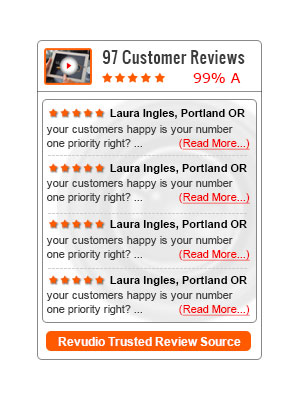 97 Customer Reviews
99% A
Laura Ingles, Portland OR
your customers happy is your number
one priority right? ... (Read More...)
Laura Ingles, Portland OR
your customers happy is your number
one priority right? ... (Read More...)
Laura Ingles, Portland OR
your customers happy is your number
one priority right? ... (Read More...)
Laura Ingles, Portland OR
your customers happy is your number
one priority right? ... (Read More...)
Revudio Trusted Review Source